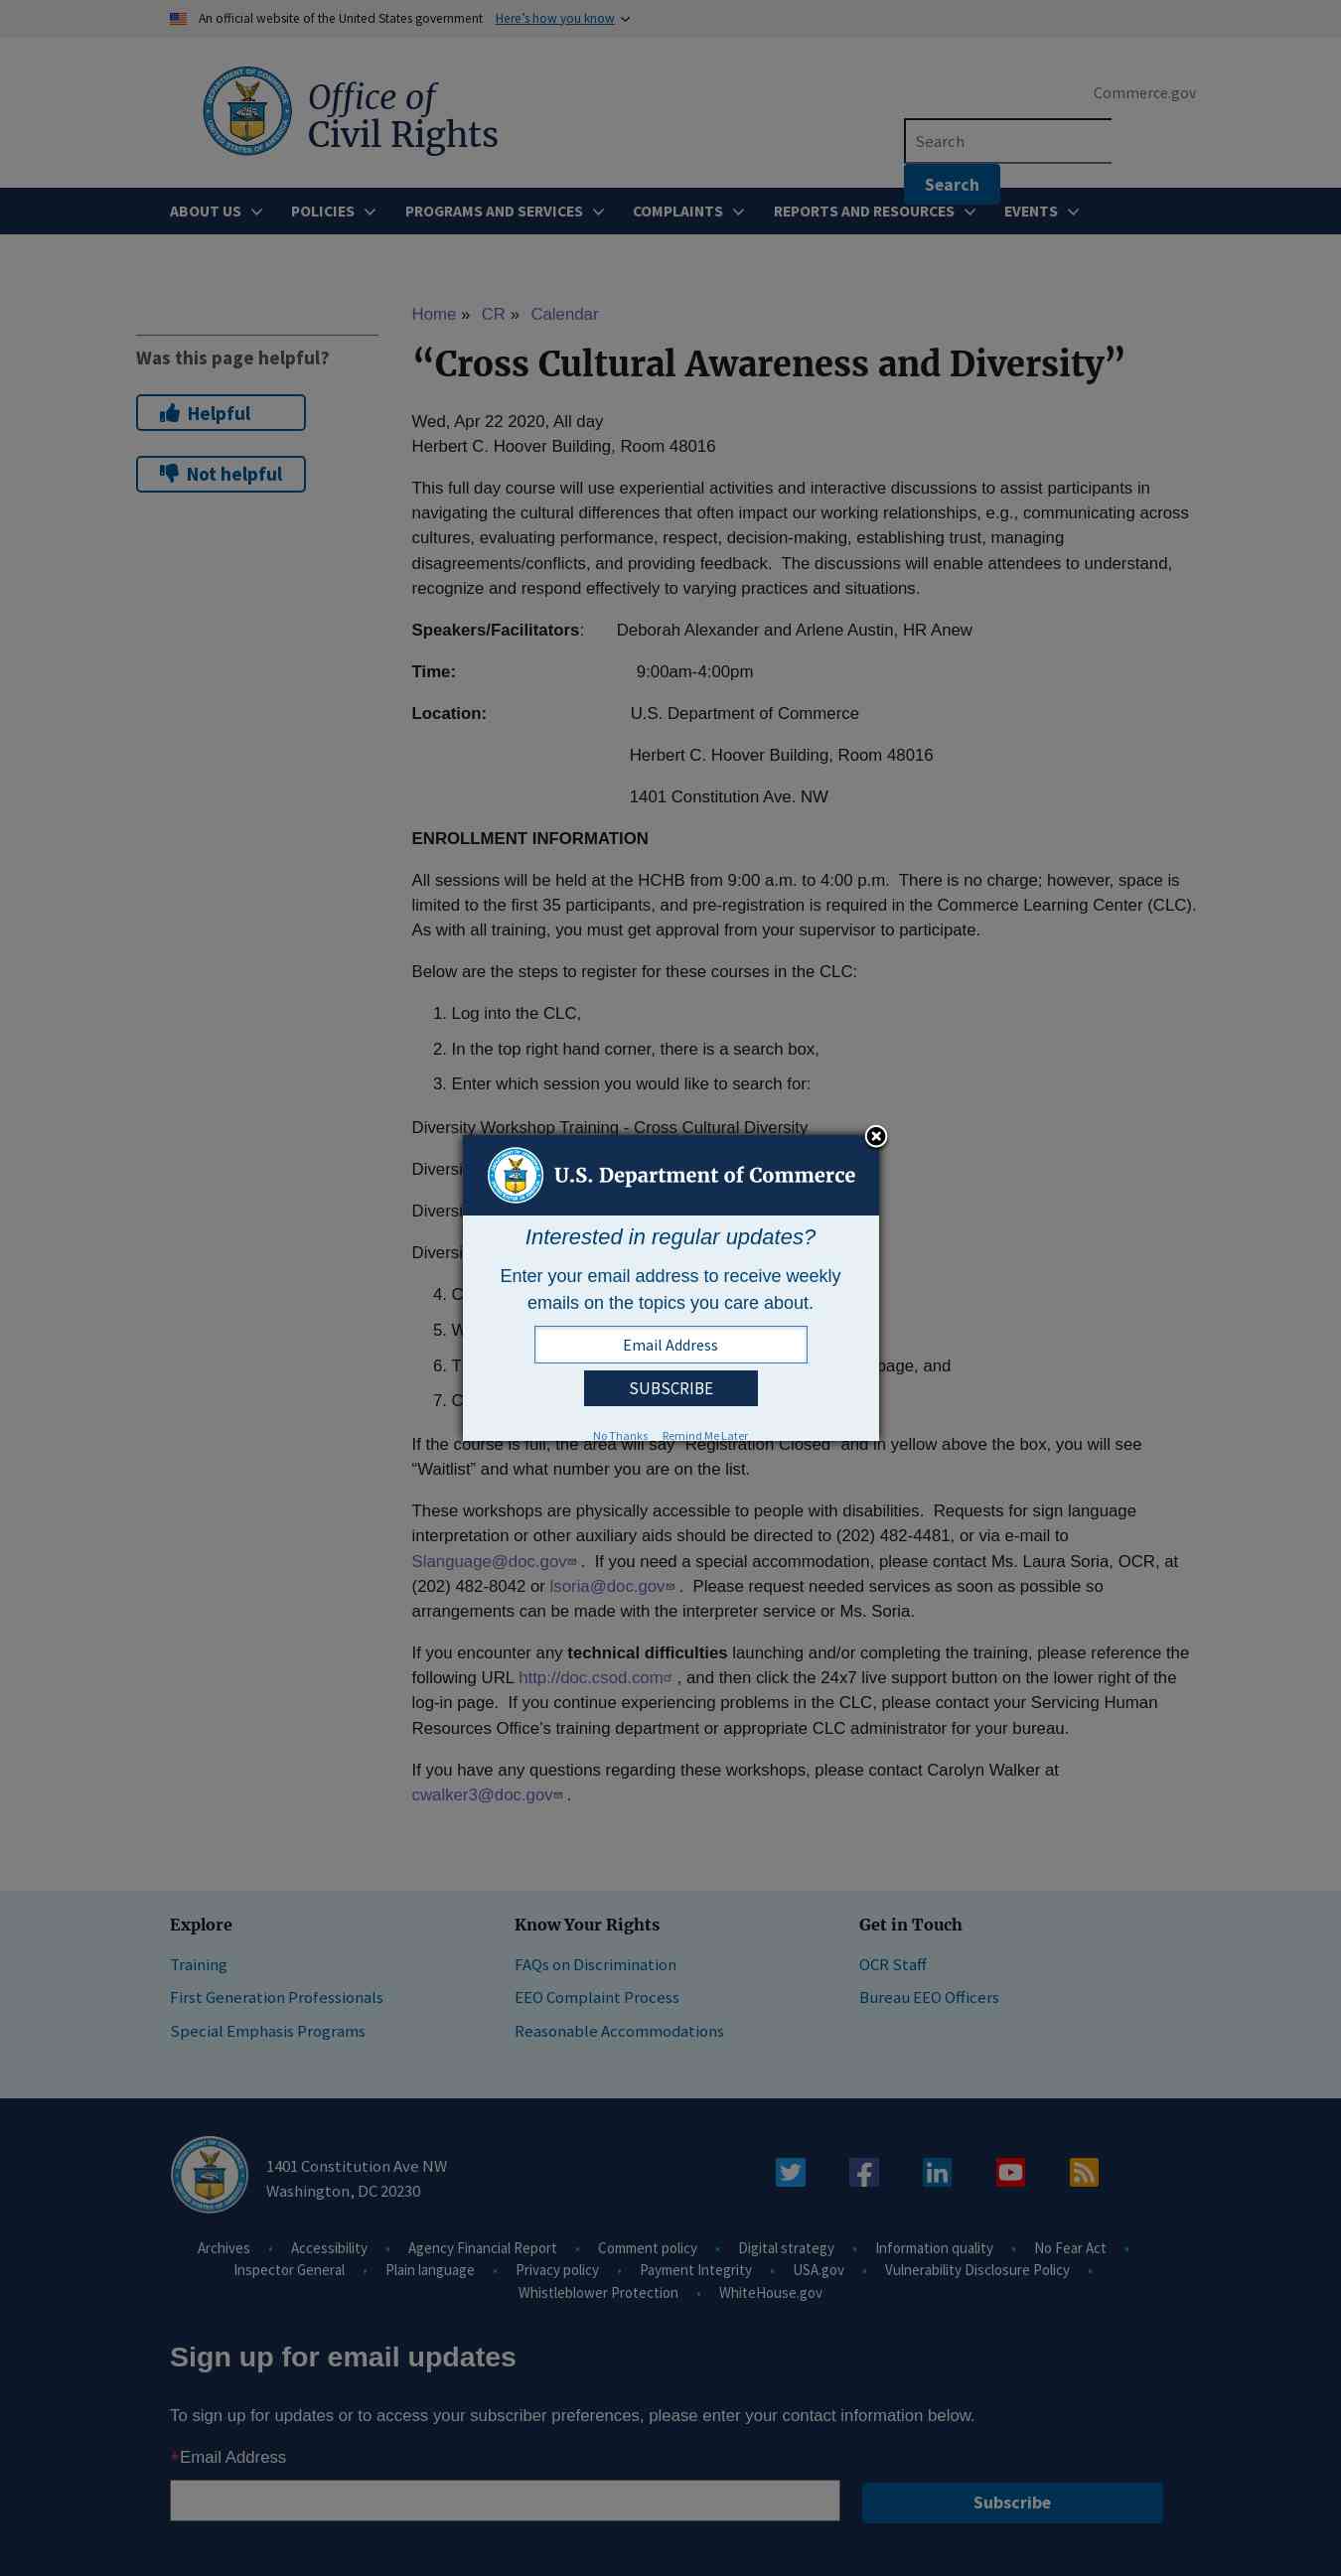 An official website of the United States government Here’s how you know
Office of
Civil Rights
Commerce.gov
Search
Search
ABOUT US POLICIES PROGRAMS AND SERVICES COMPLAINTS REPORTS AND RESOURCES EVENTS
Home » CR » Calendar
Was this page helpful?
Helpful
Not helpful
“Cross Cultural Awareness and Diversity”
Wed, Apr 22 2020, All day
Herbert C. Hoover Building, Room 48016
This full day course will use experiential activities and interactive discussions to assist participants in
navigating the cultural differences that often impact our working relationships, e.g., communicating across
cultures, evaluating performance, respect, decision-making, establishing trust, managing
disagreements/conflicts, and providing feedback.  The discussions will enable attendees to understand,
recognize and respond effectively to varying practices and situations.
Speakers/Facilitators: Deborah Alexander and Arlene Austin, HR Anew
Time: 9:00am-4:00pm
Location: U.S. Department of Commerce
Herbert C. Hoover Building, Room 48016
1401 Constitution Ave. NW
ENROLLMENT INFORMATION
All sessions will be held at the HCHB from 9:00 a.m. to 4:00 p.m.  There is no charge; however, space is
limited to the first 35 participants, and pre-registration is required in the Commerce Learning Center (CLC).
As with all training, you must get approval from your supervisor to participate.
Below are the steps to register for these courses in the CLC:
1. Log into the CLC,
2. In the top right hand corner, there is a search box,
3. Enter which session you would like to search for:
Diversity Workshop Training - Cross Cultural Diversity
Diversi
Divers
Diversi
4. C
5. W
6. T page, and
7. C
U.S. Department of Commerce
Interested in regular updates?
Enter your email address to receive weekly
emails on the topics you care about.
Email Address
SUBSCRIBE
No Thanks Remind Me Later
If the course is full, the area will say “Registration Closed” and in yellow above the box, you will see
“Waitlist” and what number you are on the list.
These workshops are physically accessible to people with disabilities.  Requests for sign language
interpretation or other auxiliary aids should be directed to (202) 482-4481, or via e-mail to
Slanguage@doc.gov .  If you need a special accommodation, please contact Ms. Laura Soria, OCR, at
(202) 482-8042 or lsoria@doc.gov .  Please request needed services as soon as possible so
arrangements can be made with the interpreter service or Ms. Soria.
If you encounter any technical difficulties launching and/or completing the training, please reference the
following URL http://doc.csod.com , and then click the 24x7 live support button on the lower right of the
log-in page.  If you continue experiencing problems in the CLC, please contact your Servicing Human
Resources Office’s training department or appropriate CLC administrator for your bureau.
If you have any questions regarding these workshops, please contact Carolyn Walker at
cwalker3@doc.gov .
Explore Know Your Rights Get in Touch
Training FAQs on Discrimination OCR Staff
First Generation Professionals EEO Complaint Process Bureau EEO Officers
Special Emphasis Programs Reasonable Accommodations
1401 Constitution Ave NW
Washington, DC 20230
Archives • Accessibility • Agency Financial Report • Comment policy • Digital strategy • Information quality • No Fear Act •
Inspector General • Plain language • Privacy policy • Payment Integrity • USA.gov • Vulnerability Disclosure Policy •
Whistleblower Protection • WhiteHouse.gov
Sign up for email updates
To sign up for updates or to access your subscriber preferences, please enter your contact information below.
*Email Address
Subscribe